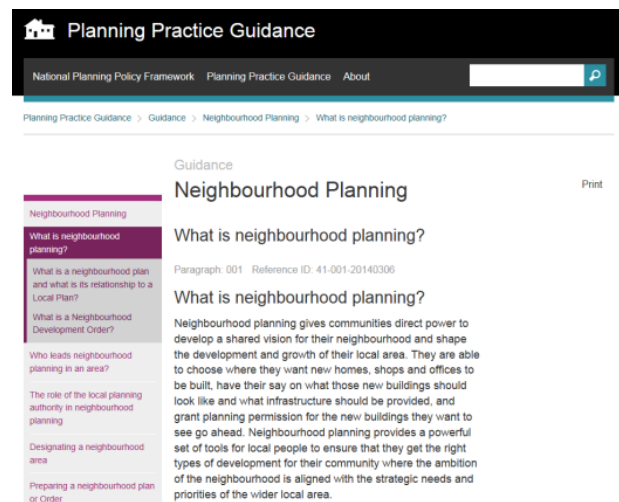 Planning Practice Guidance
National Planning Policy Framework Planning Practice Guidance About
Planning Practice Guidance > Guidance > Neighbourhood Planning > What is neighbourhood planning?
Guidance
Neighbourhood Planning
Print
Neighbourhood Planning
What is neighbourhood
planning?
What is a neighbourhood plan
and what is its relationship to a
Local Plan?
What is a Neighbourhood
Development Order?
Who leads neighbourhood
planning in an area?
The role of the local planning
authority in neighbourhood
planning
Designating a neighbourhood
area
Preparing a neighbourhood plan
or Order
What is neighbourhood planning?
Paragraph: 001 Reference ID: 41-001-20140306
What is neighbourhood planning?
Neighbourhood planning gives communities direct power to
develop a shared vision for their neighbourhood and shape
the development and growth of their local area. They are able
to choose where they want new homes, shops and offices to
be built, have their say on what those new buildings should
look like and what infrastructure should be provided, and
grant planning permission for the new buildings they want to
see go ahead. Neighbourhood planning provides a powerful
set of tools for local people to ensure that they get the right
types of development for their community where the ambition
of the neighbourhood is aligned with the strategic needs and
priorities of the wider local area.